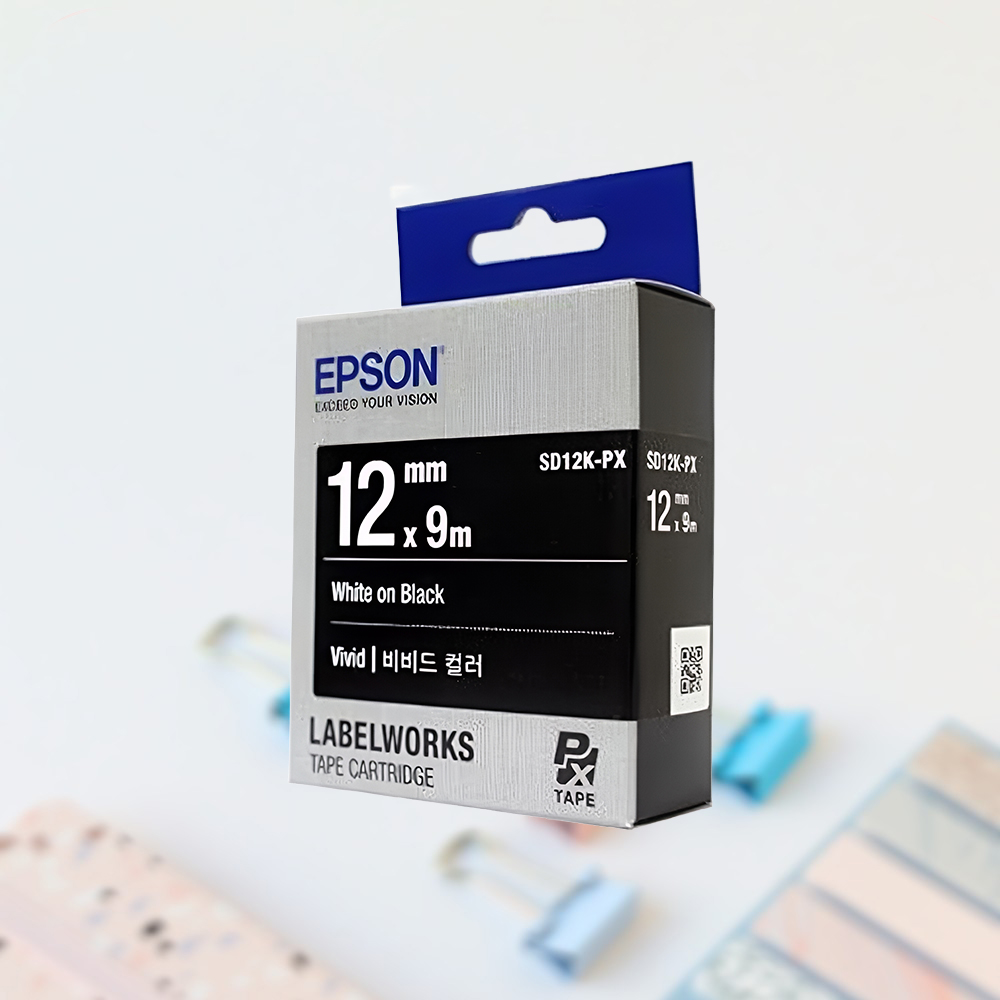 EPSON
YOUR VISION
12 mm
x 9m
SD12K-PX
White on Black
Vivid | 비비드 컬러
LABELWORKS
TAPE CARTRIDGE
Px
TAPE
SD12K-PX
12 mm
x 9m